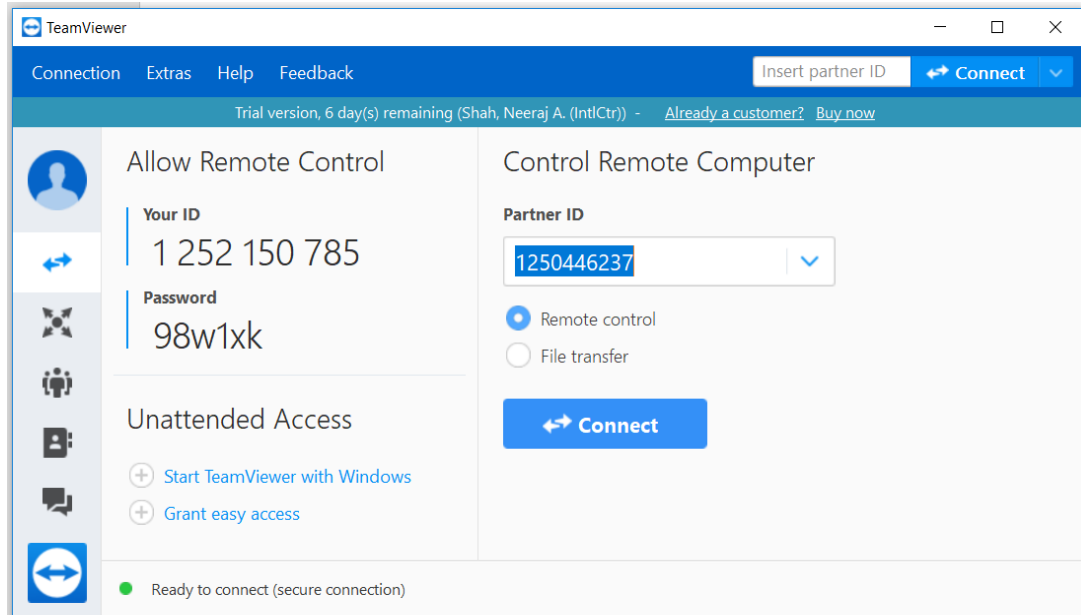 TeamViewer
Connection Extras Help Feedback Insert partner ID Connect
Trial version, 6 day(s) remaining (Shah, Neeraj A. (IntlCtr)) - Already a customer? Buy now
Allow Remote Control
Your ID
1 252 150 785
Password
98w1xk
Unattended Access
Start TeamViewer with Windows
Grant easy access
Control Remote Computer
Partner ID
1250446237
Remote control
File transfer
Connect
Ready to connect (secure connection)